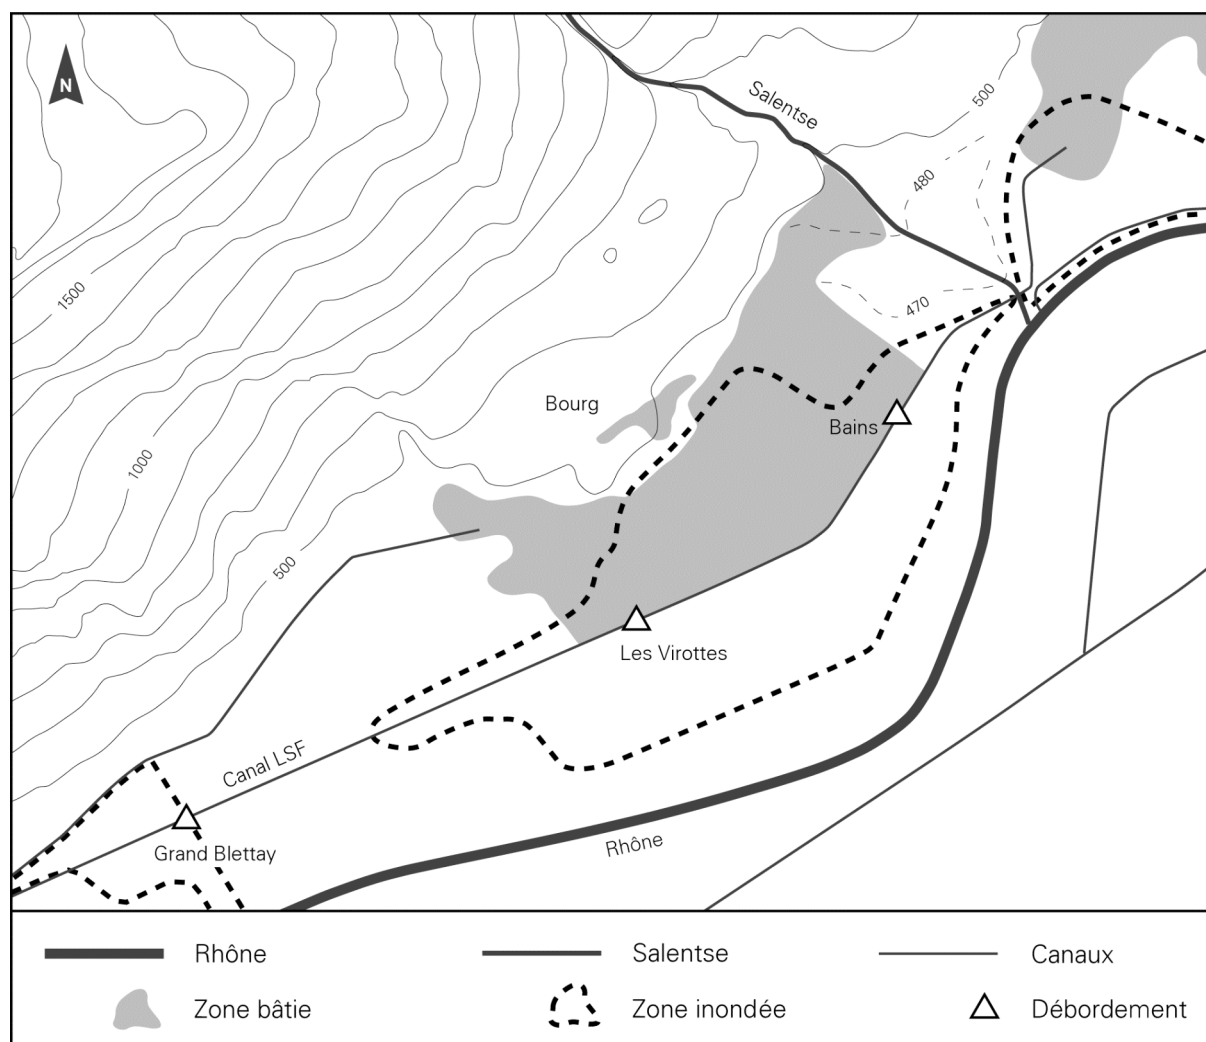 N
Salentse
500
480
1500
470
Bourg
Bains
1000
500
Les Virottes
Canal LSF
Rhône
Grand Blettay
Rhône
Salentse
Canaux
Zone bâtie
Zone inondée
Débordement